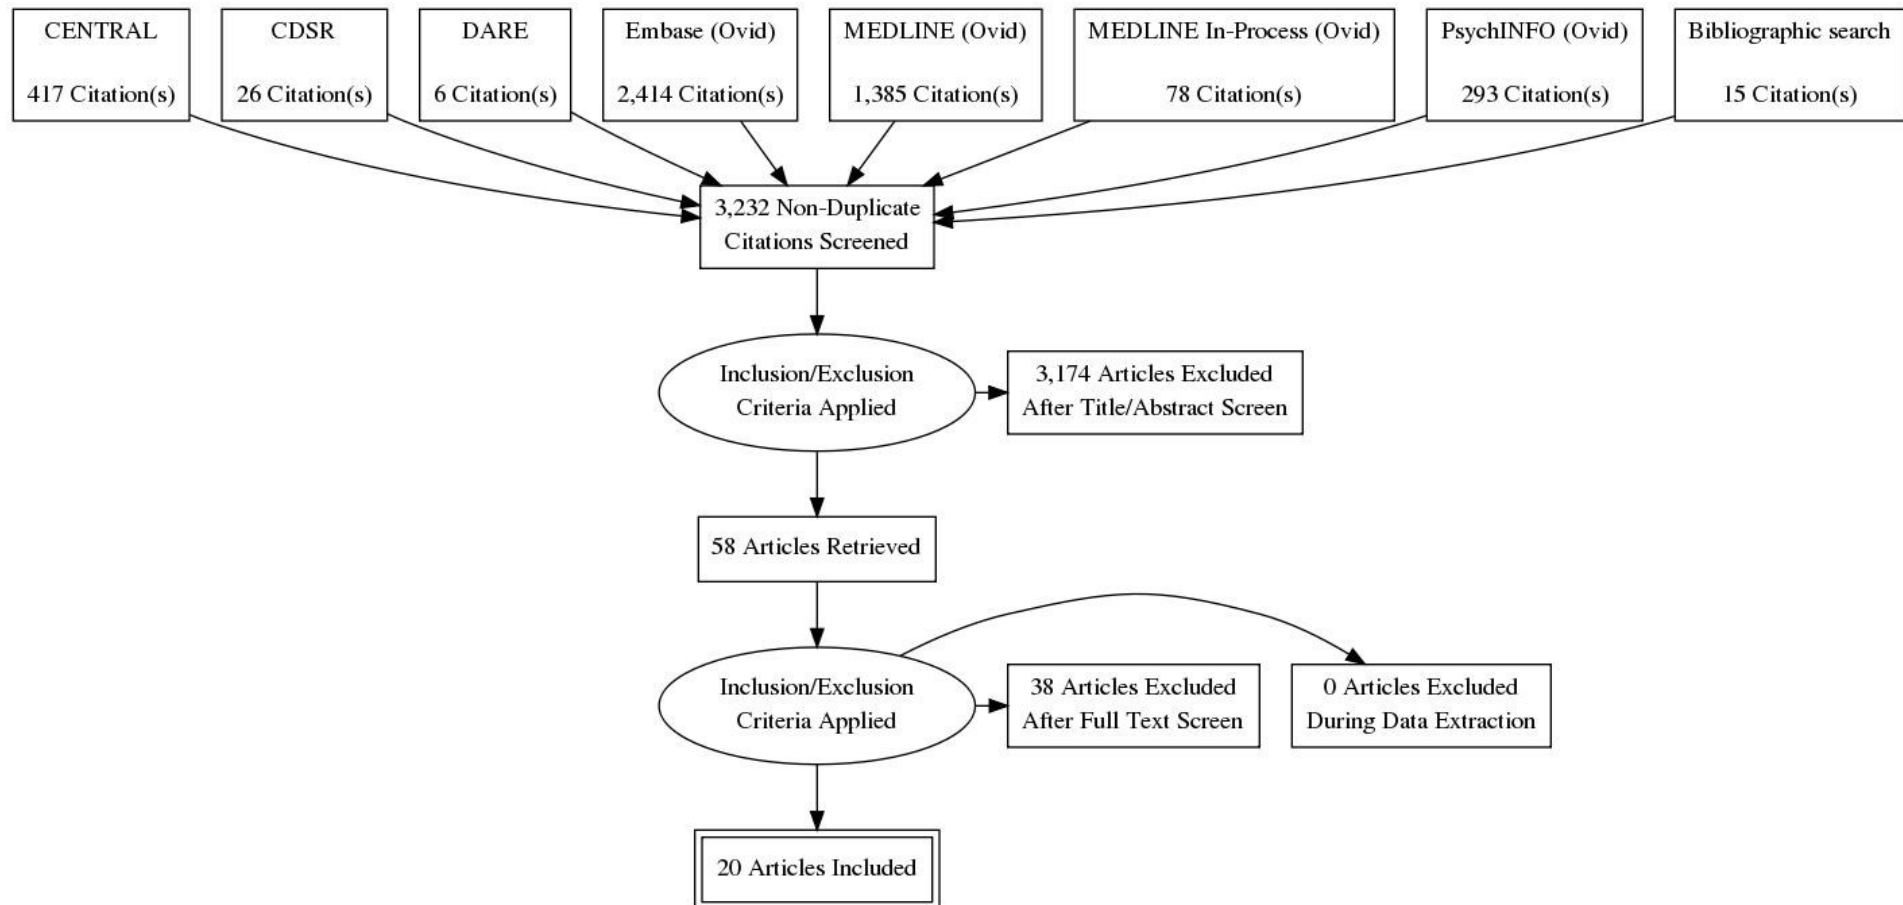 CENTRAL
417 Citation(s)
CDSR
26 Citation(s)
DARE
6 Citation(s)
Embase (Ovid)
2,414 Citation(s)
MEDLINE (Ovid)
1,385 Citation(s)
MEDLINE In-Process (Ovid)
78 Citation(s)
PsychINFO (Ovid)
293 Citation(s)
Bibliographic search
15 Citation(s)
3,232 Non-Duplicate
Citations Screened
Inclusion/Exclusion
Criteria Applied
3,174 Articles Excluded
After Title/Abstract Screen
58 Articles Retrieved
Inclusion/Exclusion
Criteria Applied
38 Articles Excluded
After Full Text Screen
0 Articles Excluded
During Data Extraction
20 Articles Included